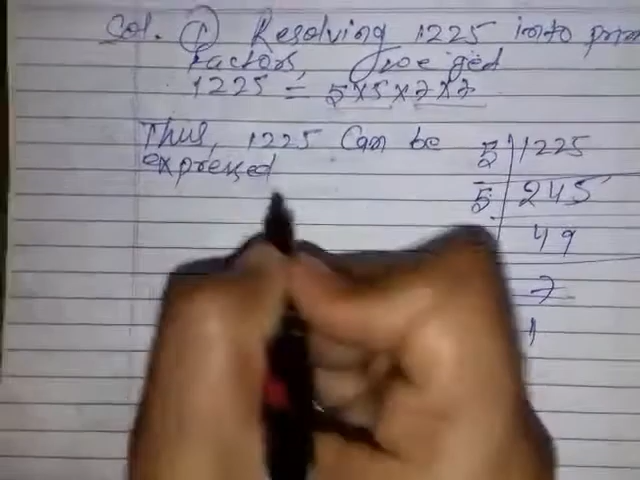 Sol. ① Resolving 1225 into prime
factors, we get
1225 = 5×5×7×7
Thus, 1225 Can be
expressed
5 | 1225
5 | 245
49
7
1